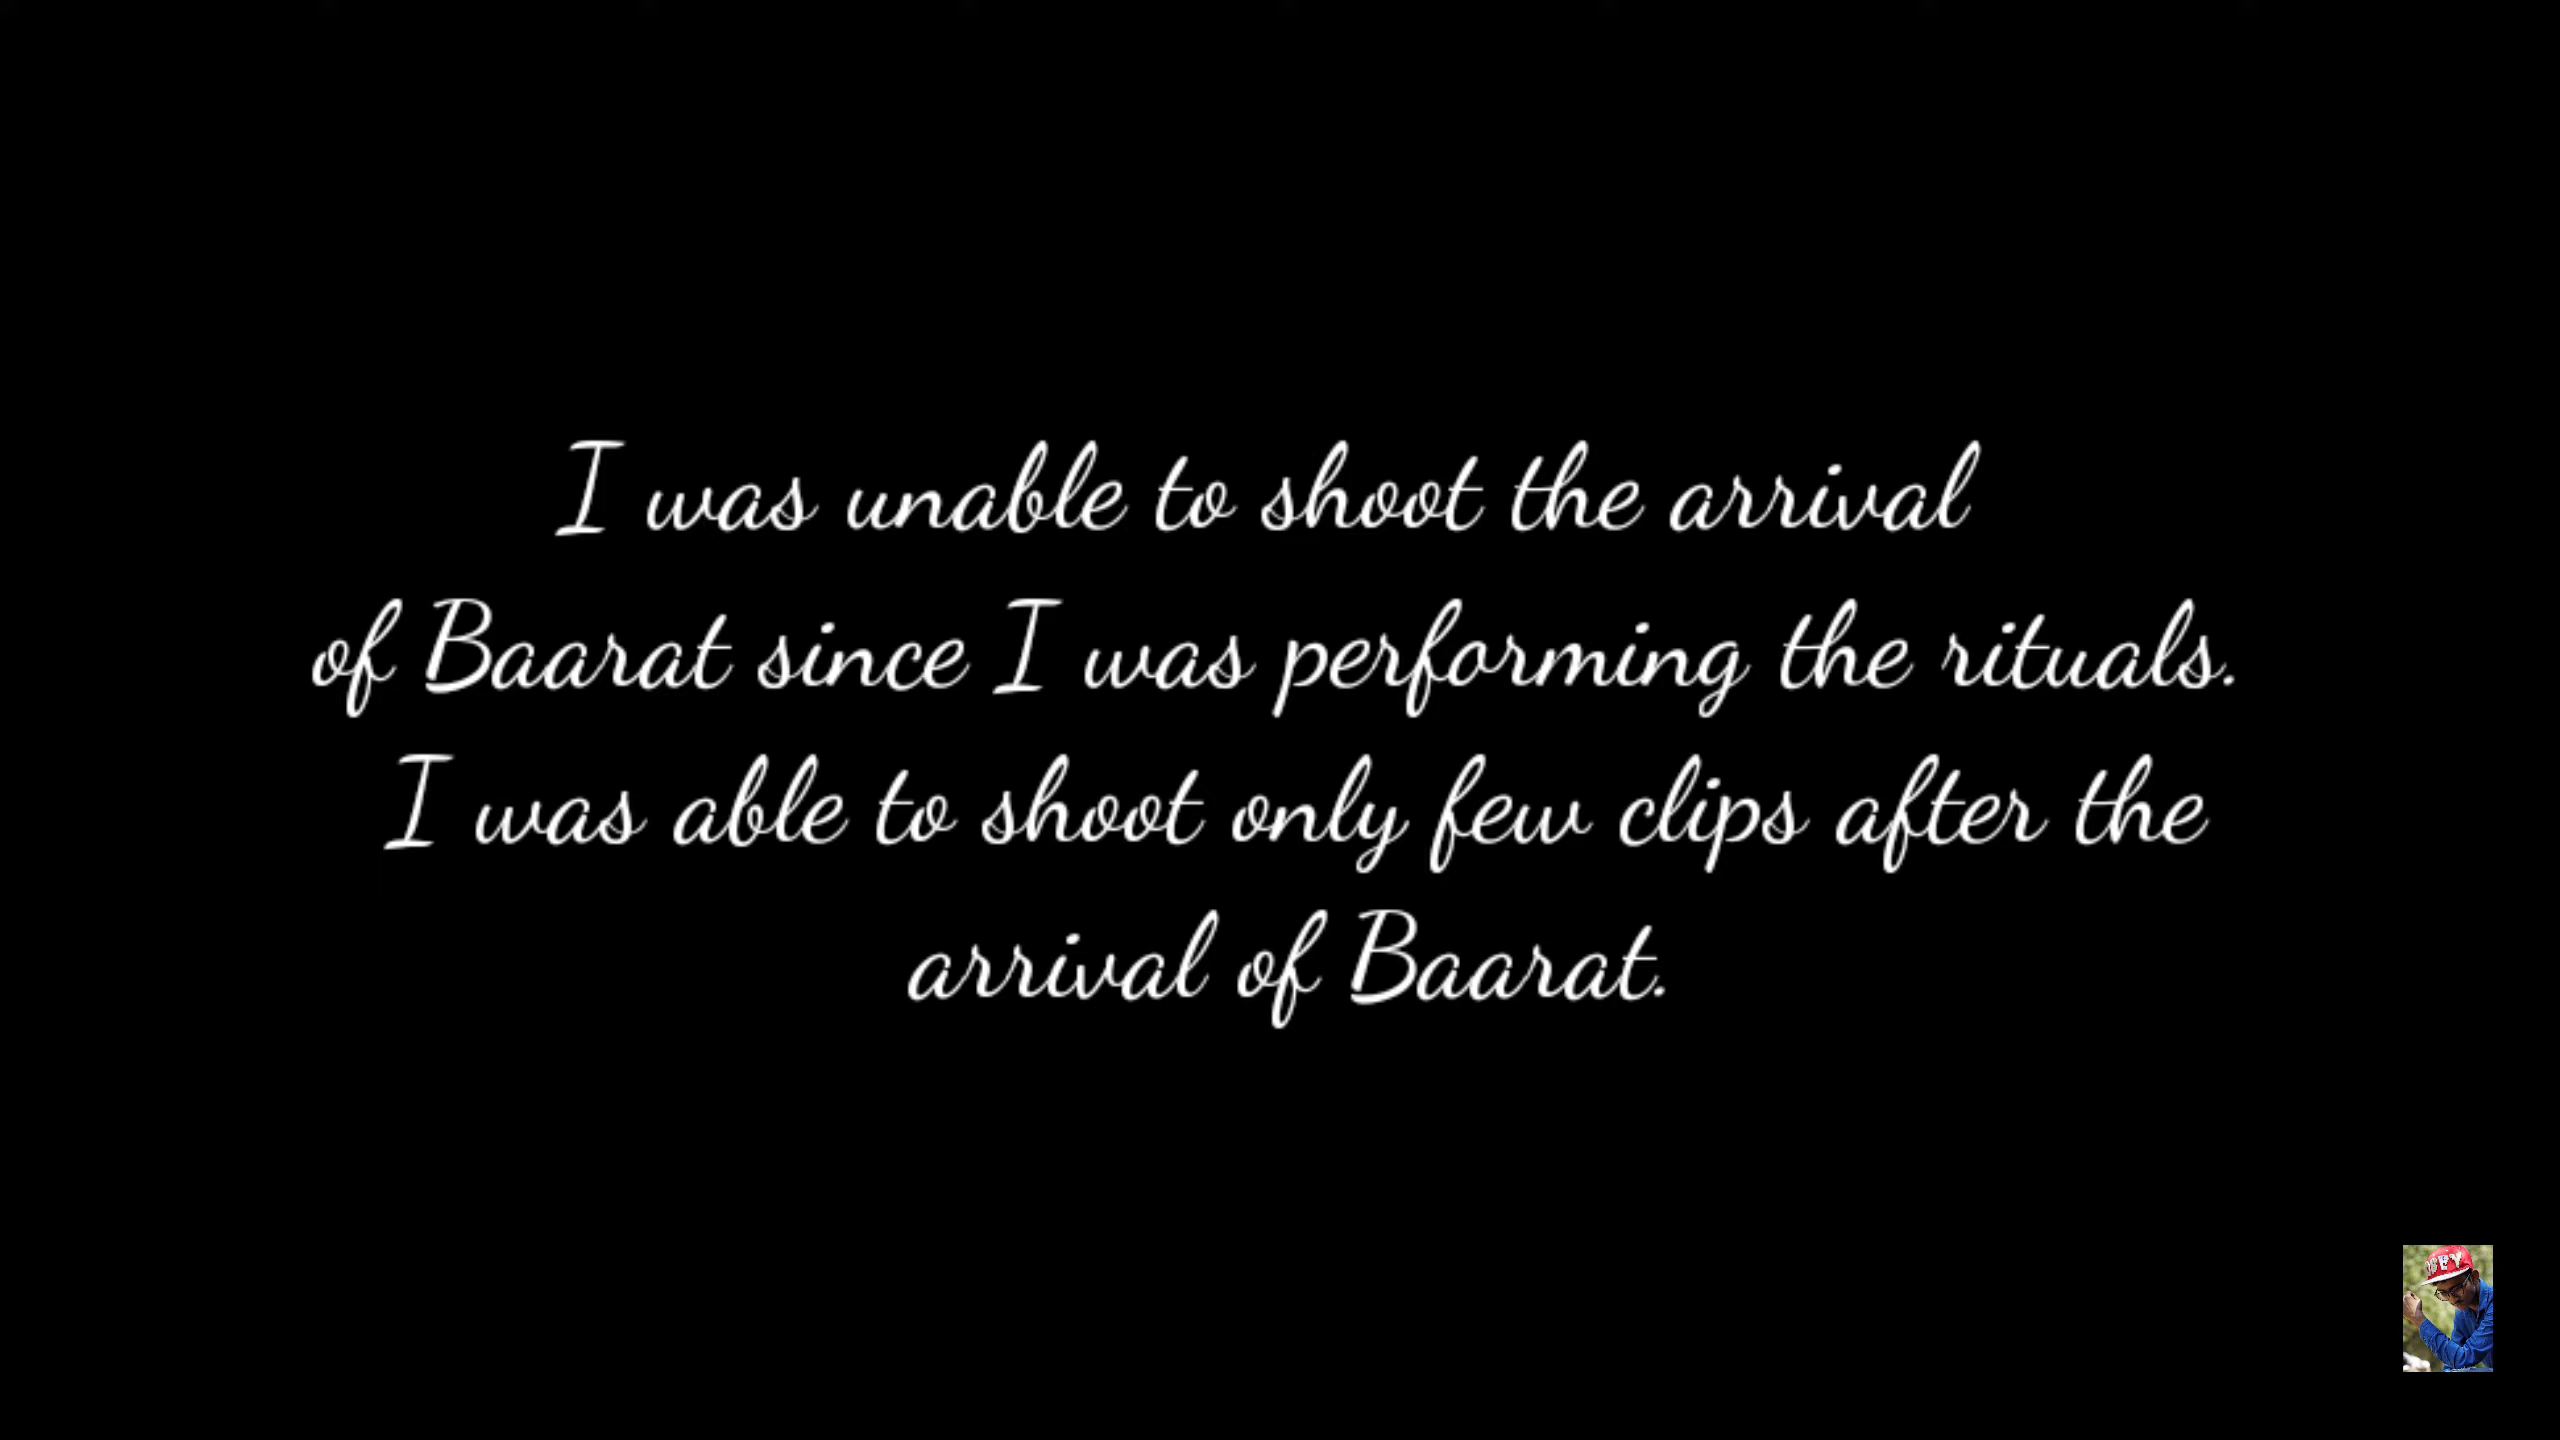 I was unable to shoot the arrival
of Baarat since I was performing the rituals.
I was able to shoot only few clips after the
arrival of Baarat.